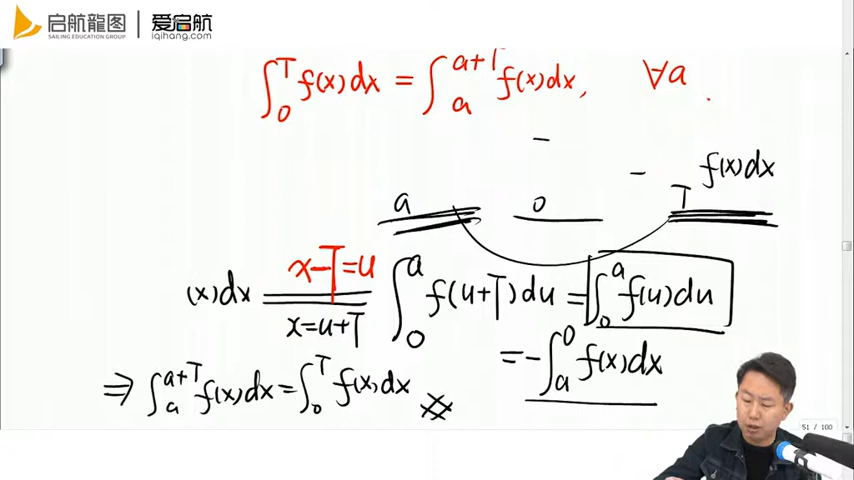 启航龍图 爱启航
SAILING EDUCATION GROUP iqihang.com
∫₀ᵀ f(x)dx = ∫ₐᵃ⁺ᵀ f(x)dx, ∀a
f(x)dx
a 0 T
x-T=u
(x)dx ∫₀ᵃ f(u+T)du = ∫₀ᵃ f(u)du
x=u+T
= -∫ₐ⁰ f(x)dx
⇒ ∫ₐᵃ⁺ᵀ f(x)dx = ∫₀ᵀ f(x)dx
51 / 100